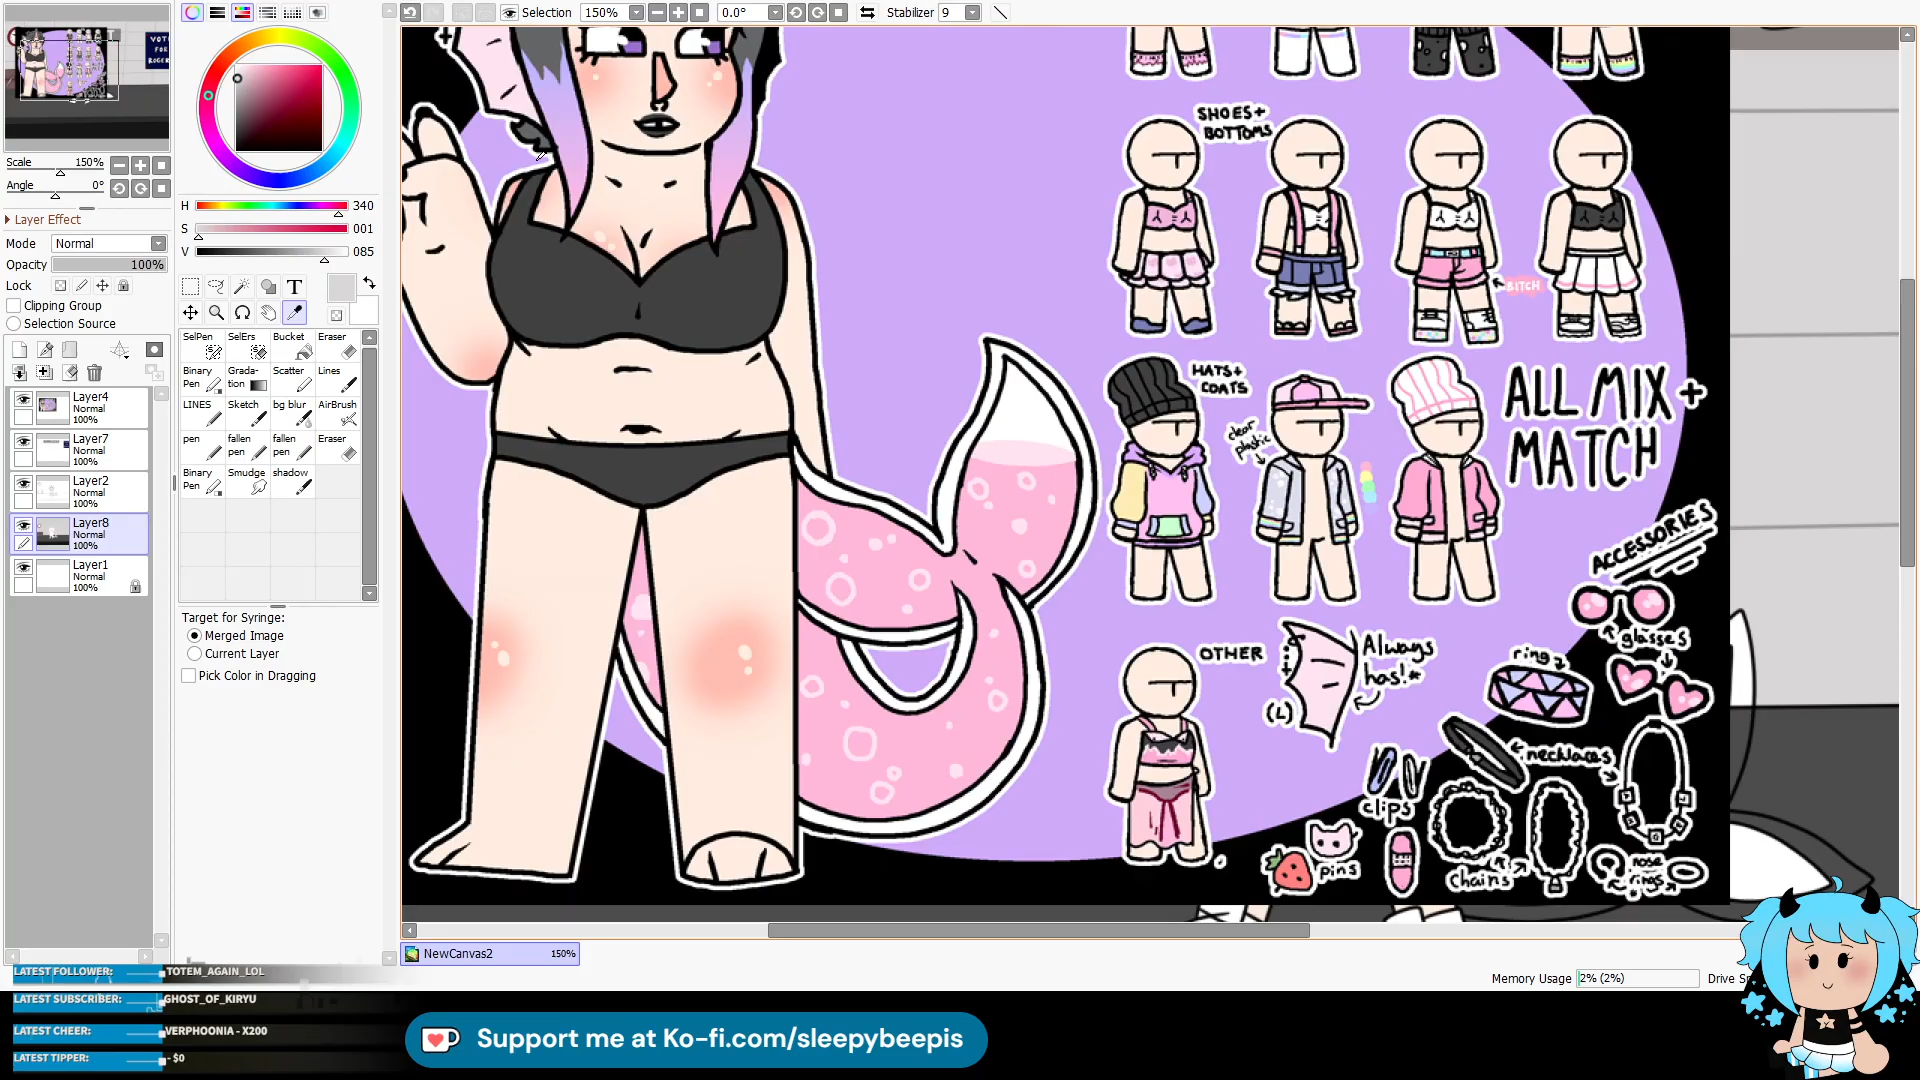 Selection
150%
0.0°
Stabilizer 9
VOTE
FOR
ROGER
Scale 150%
Angle 0°
Layer Effect
Mode Normal
Opacity 100%
Lock
Clipping Group
Selection Source
Layer4
Normal
100%
Layer7
Normal
100%
Layer2
Normal
100%
Layer8
Normal
100%
Layer1
Normal
100%
H 340
S 001
V 085
T
SelPen SelErs Bucket Eraser
Binary Pen Grada-tion Scatter Lines
LINES Sketch bg blur AirBrush
pen fallen pen fallen pen Eraser
Binary Pen Smudge shadow
Target for Syringe:
Merged Image
Current Layer
Pick Color in Dragging
SHOES+
BOTTOMS
BITCH
HATS+
COATS
clear
plastic
ALL MIX +
MATCH
ACCESSORIES
glasses
OTHER
Always
has!*
(L)
ring
necklaces
clips
pins
chains
nose
rings
NewCanvas2 150%
Memory Usage 2% (2%)
LATEST FOLLOWER: TOTEM_AGAIN_LOL
LATEST SUBSCRIBER: GHOST_OF_KIRYU
LATEST CHEER: VERPHOONIA - X200
LATEST TIPPER: - $0
Support me at Ko-fi.com/sleepybeepis